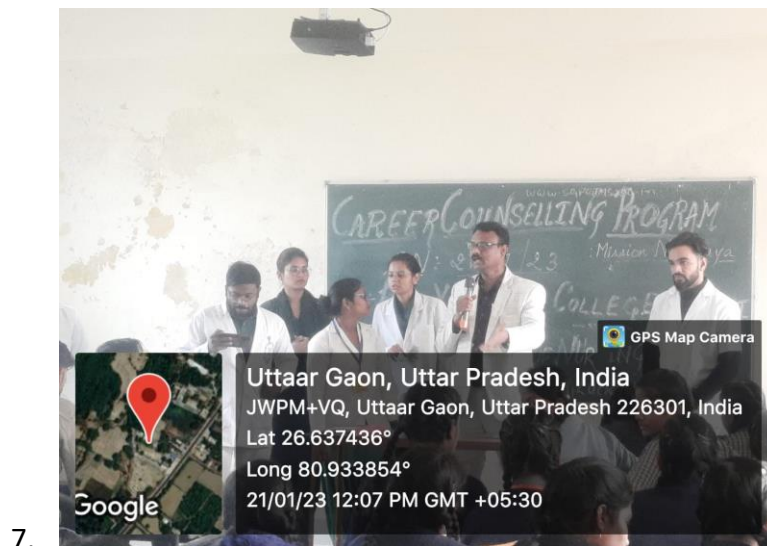 WWW.
CAREER COUNSELLING PROGRAM
Mission
COLLEGE
GPS Map Camera
Uttaar Gaon, Uttar Pradesh, India
JWPM+VQ, Uttaar Gaon, Uttar Pradesh 226301, India
Lat 26.637436°
Long 80.933854°
21/01/23 12:07 PM GMT +05:30
Google
7.